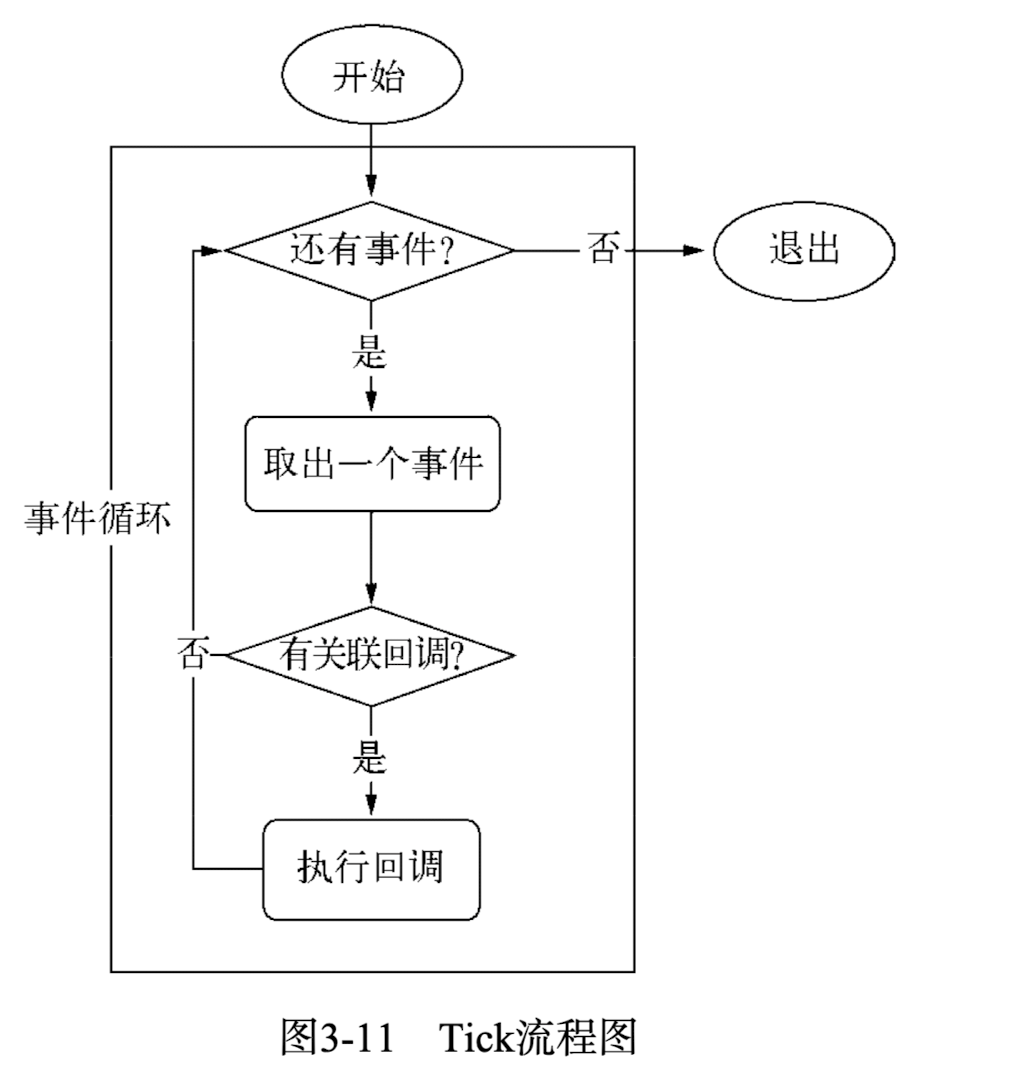 开始
还有事件？
否
退出
是
取出一个事件
事件循环
有关联回调？
否
是
执行回调
图3-11 Tick流程图